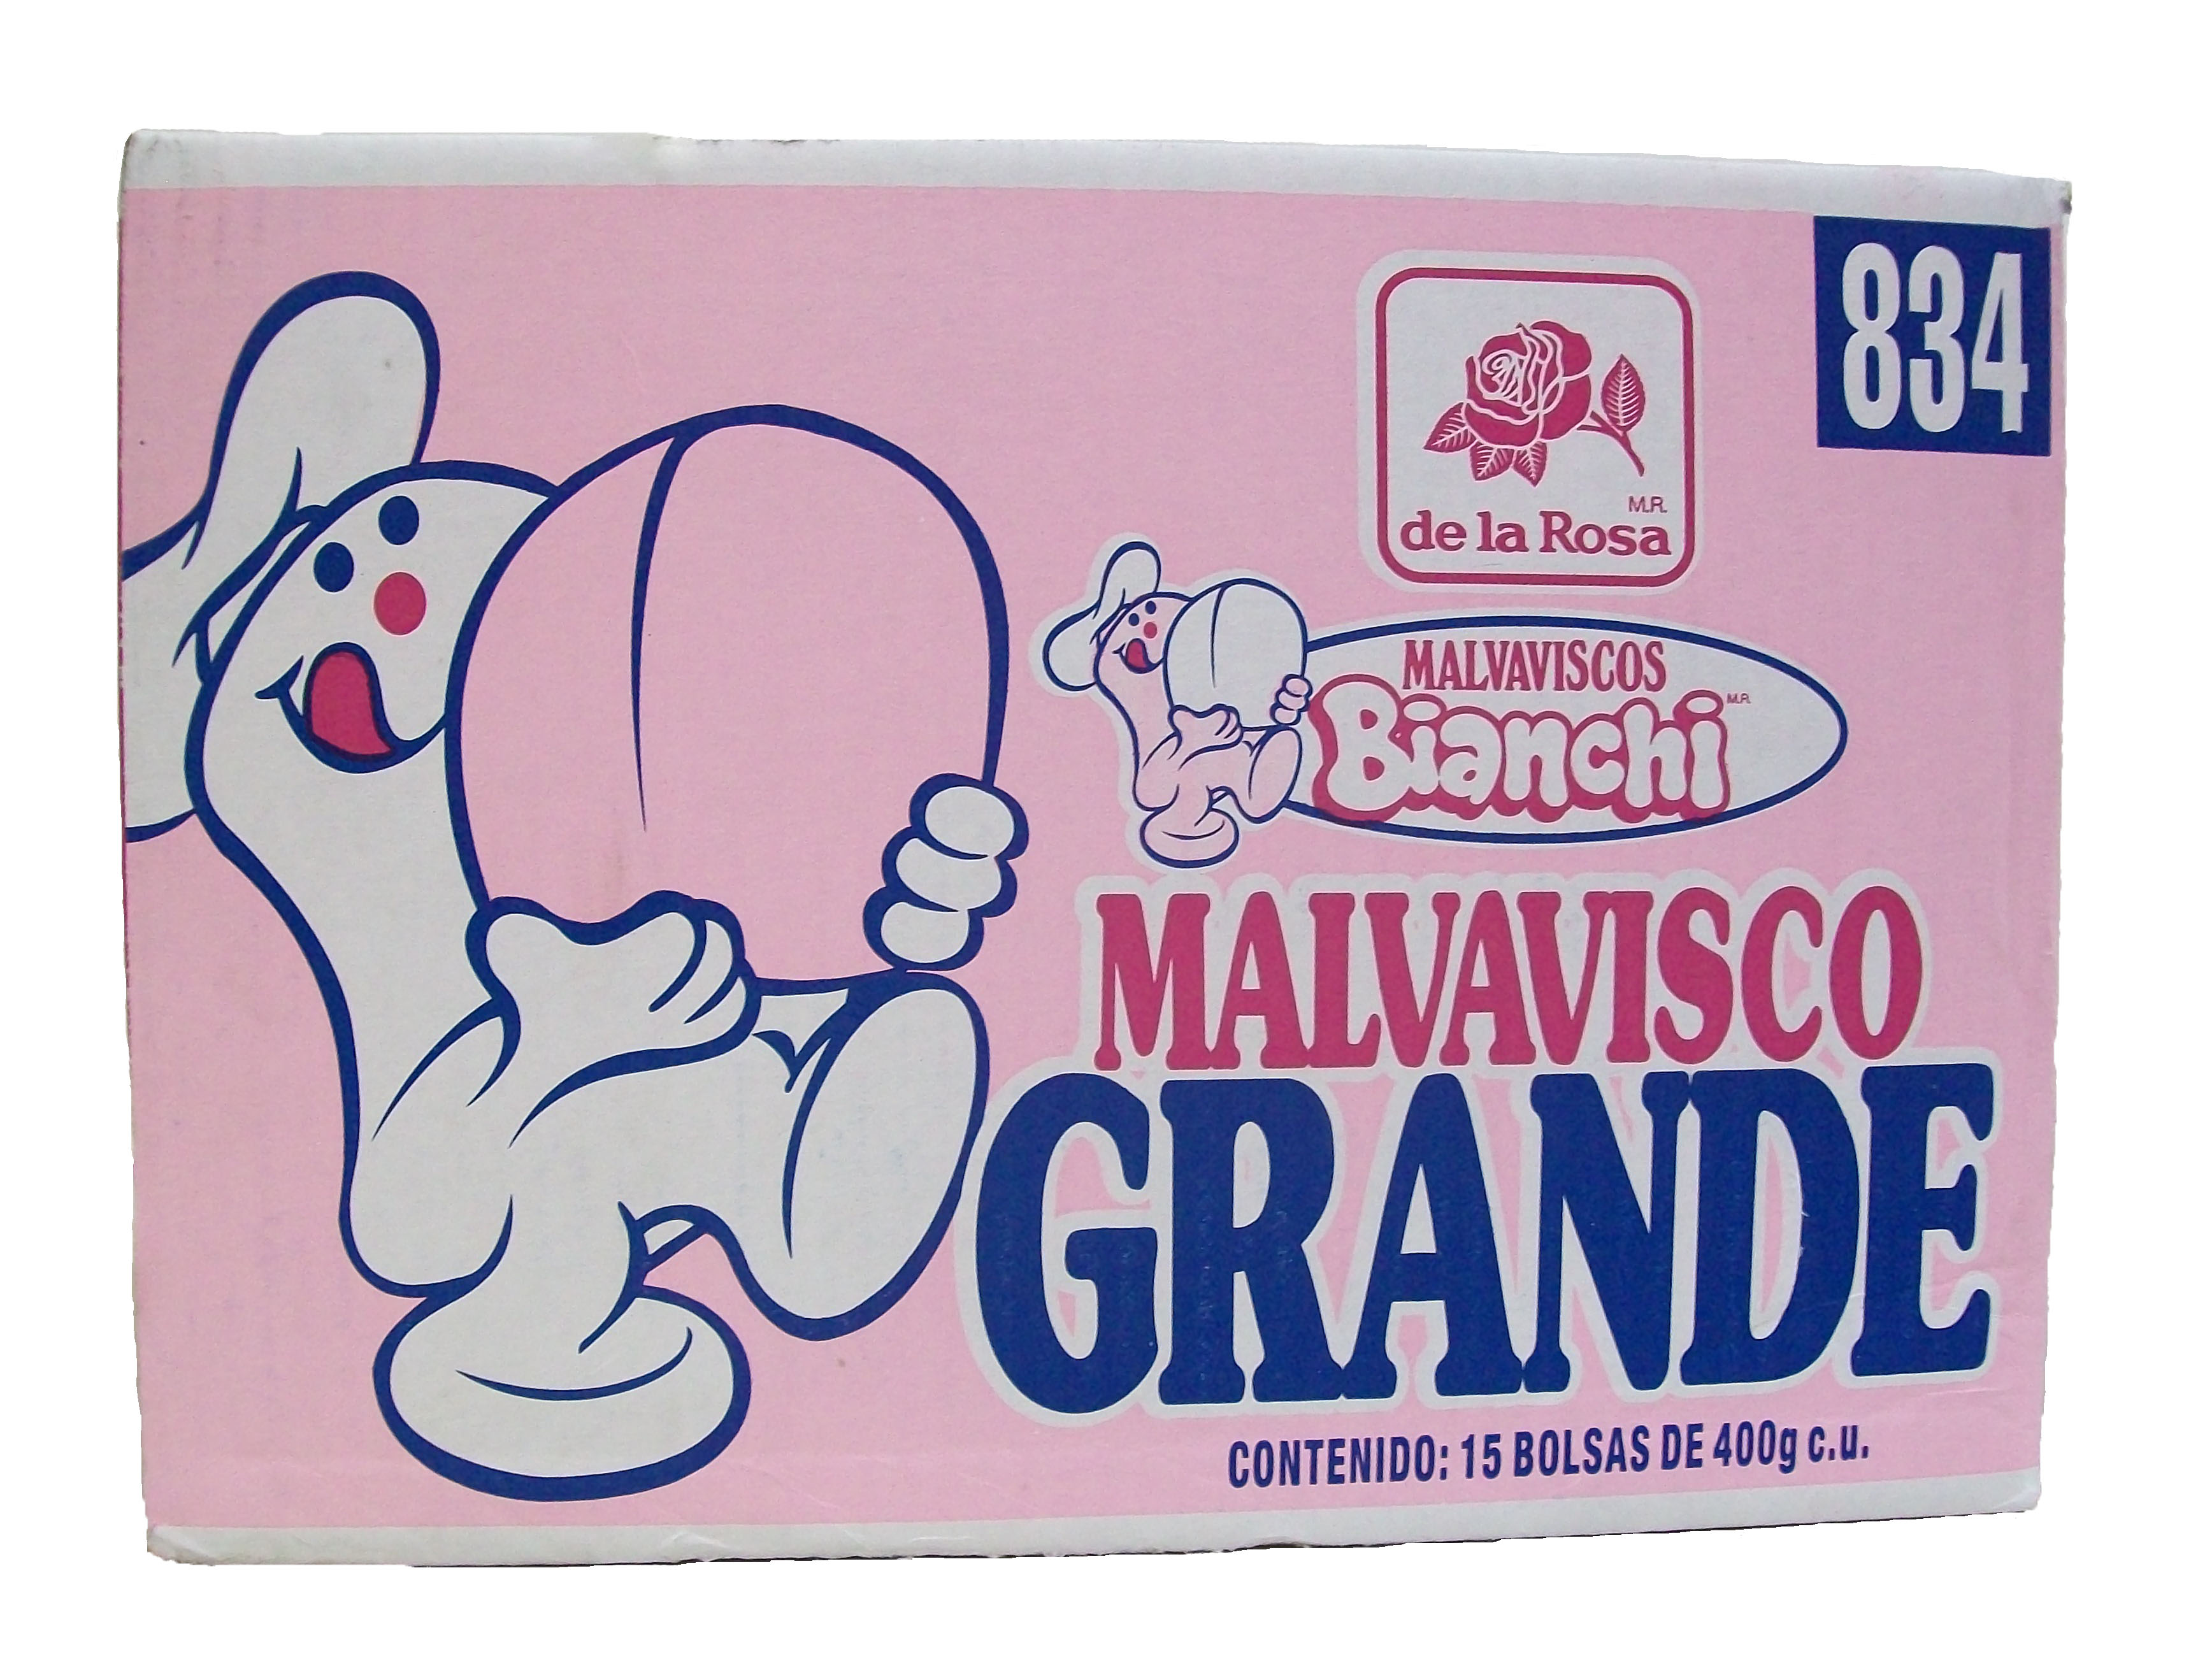 834
M.R.
de la Rosa
MALVAVISCOS
Bianchi M.R.
MALVAVISCO
GRANDE
CONTENIDO: 15 BOLSAS DE 400g c.u.